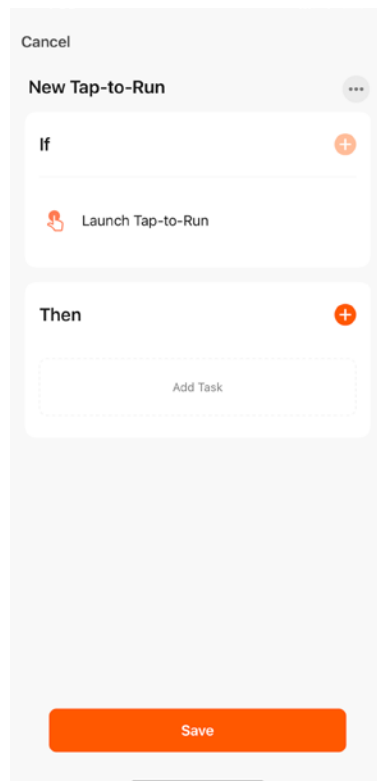 Cancel
New Tap-to-Run
If
Launch Tap-to-Run
Then
Add Task
Save